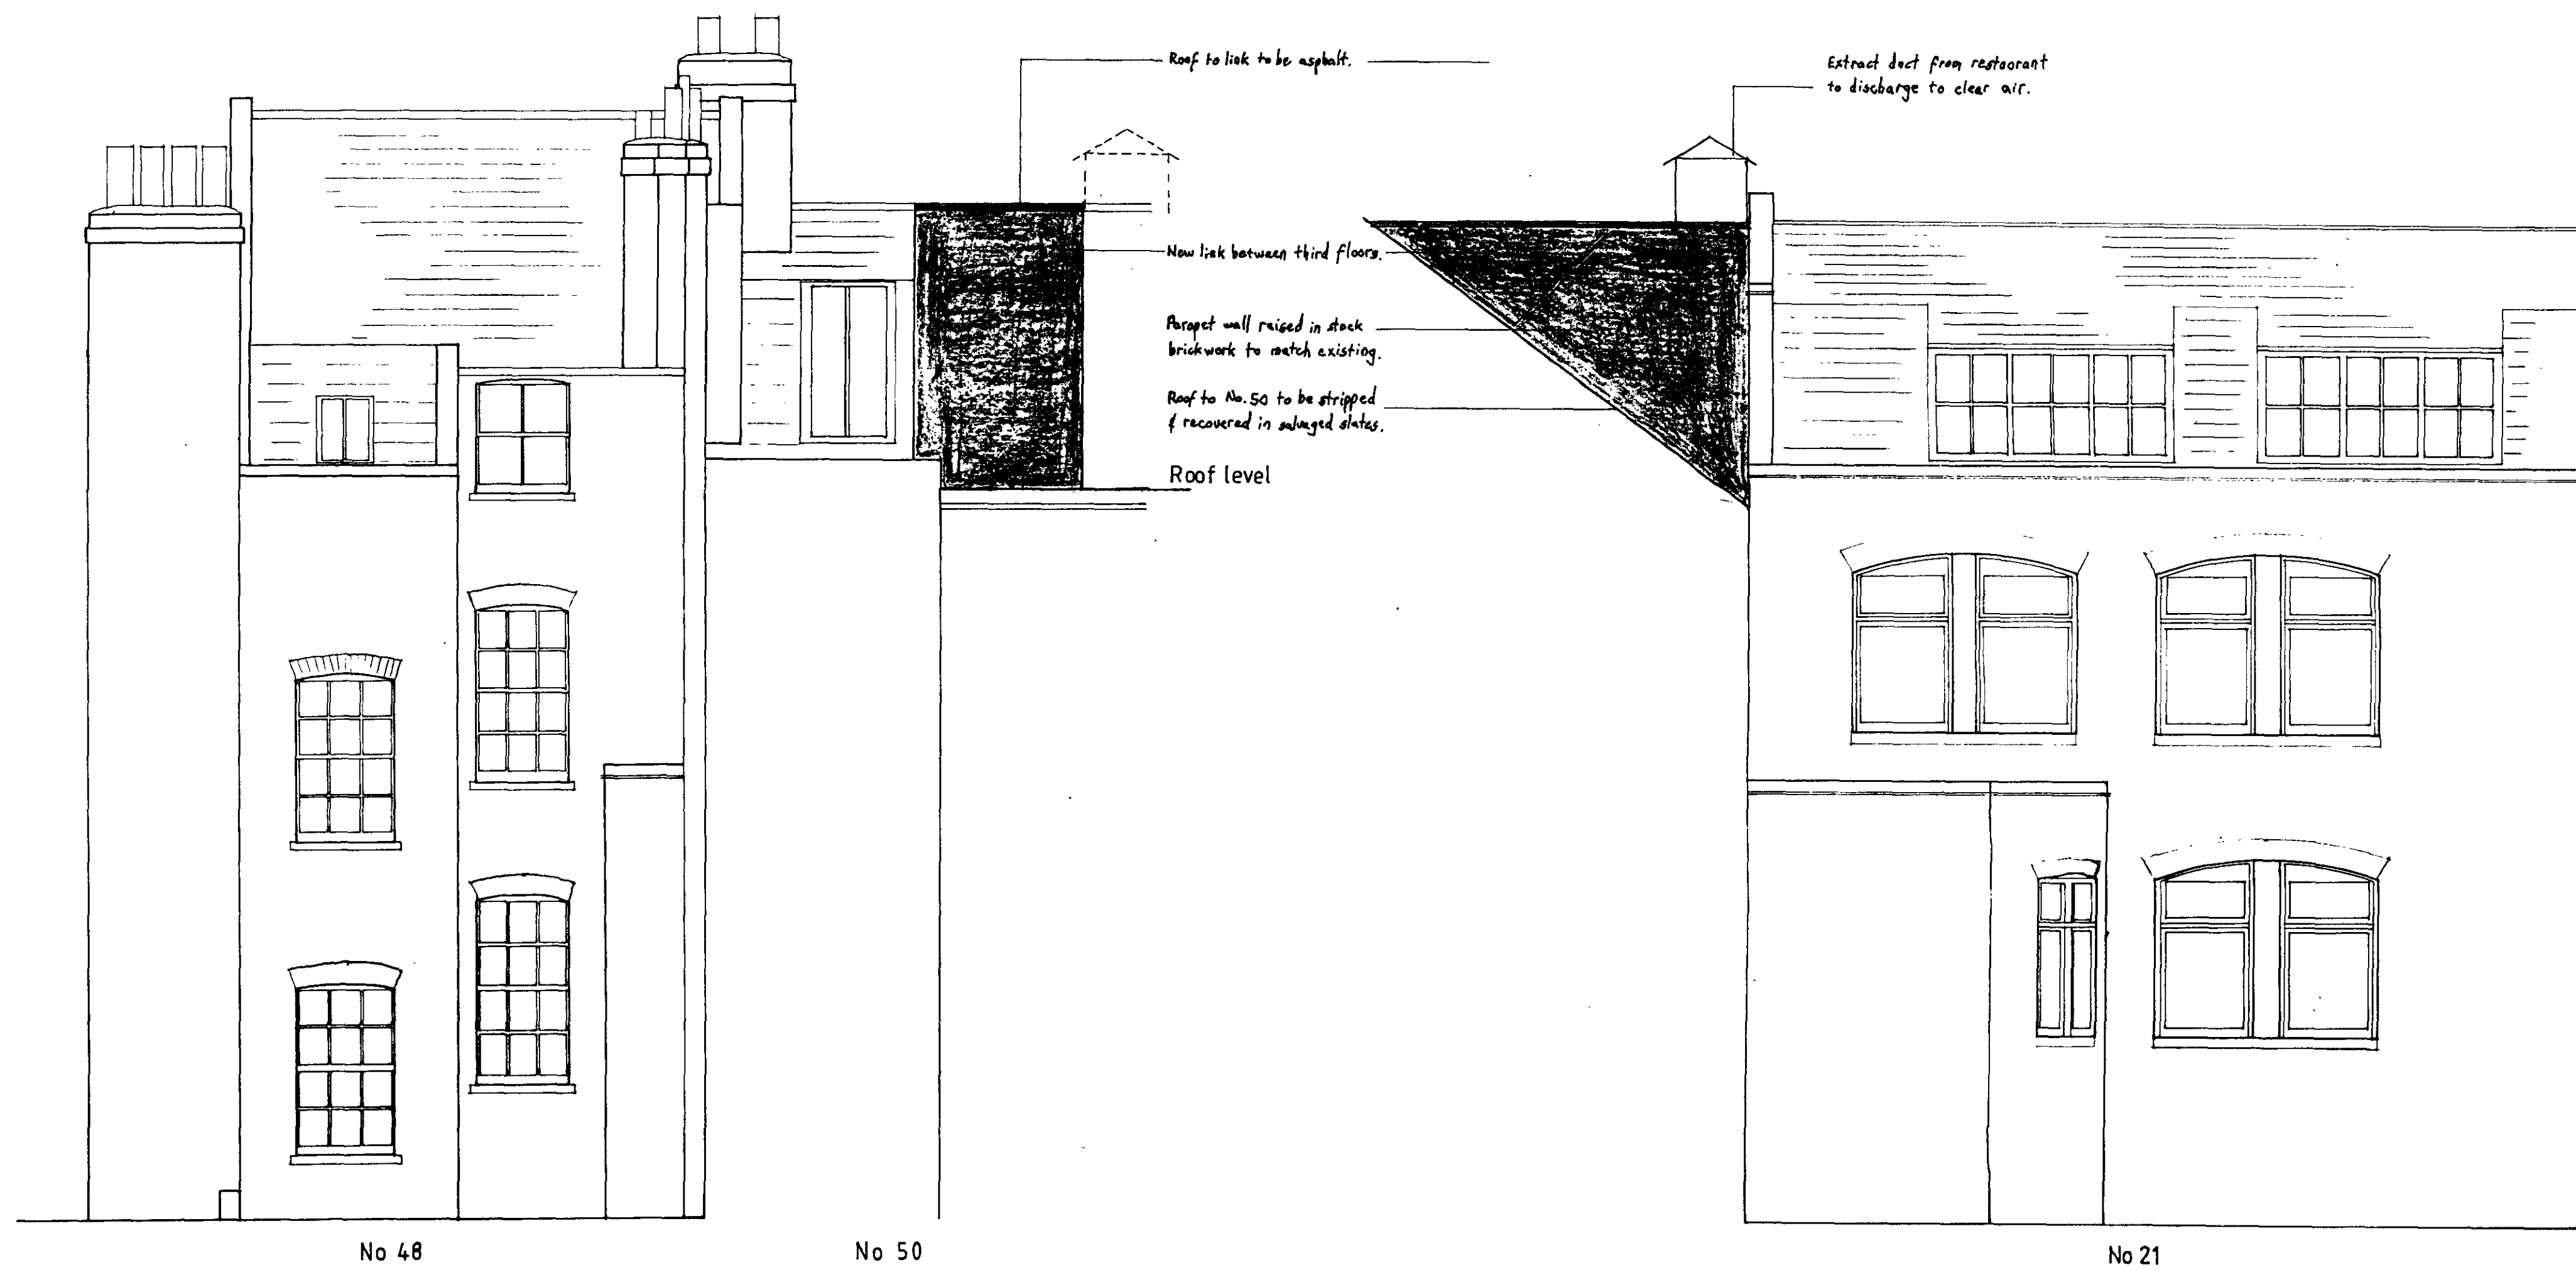 Roof to link to be asphalt.
Extract duct from restaurant
to discharge to clear air.
New link between third floors.
Parapet wall raised in stock
brickwork to match existing.
Roof to No. 50 to be stripped
& recovered in salvaged slates.
Roof level
No 48
No 50
No 21